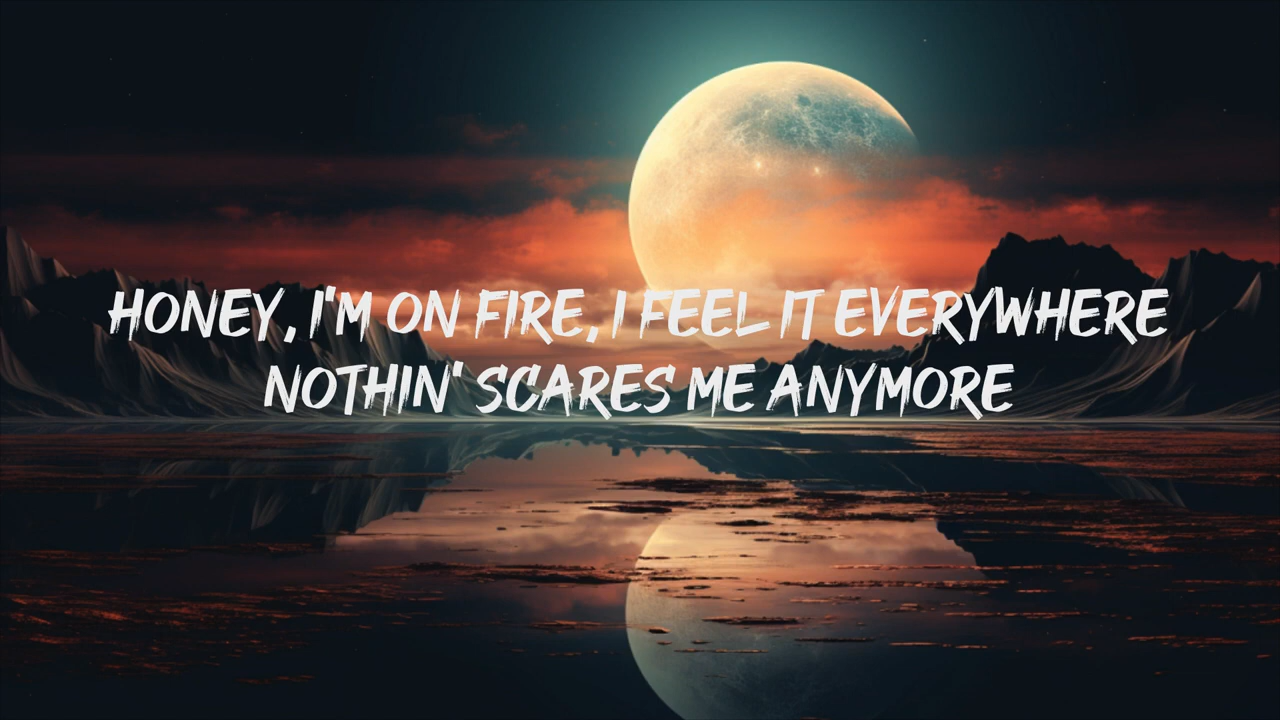 HONEY, I'M ON FIRE, I FEEL IT EVERYWHERE
NOTHIN' SCARES ME ANYMORE